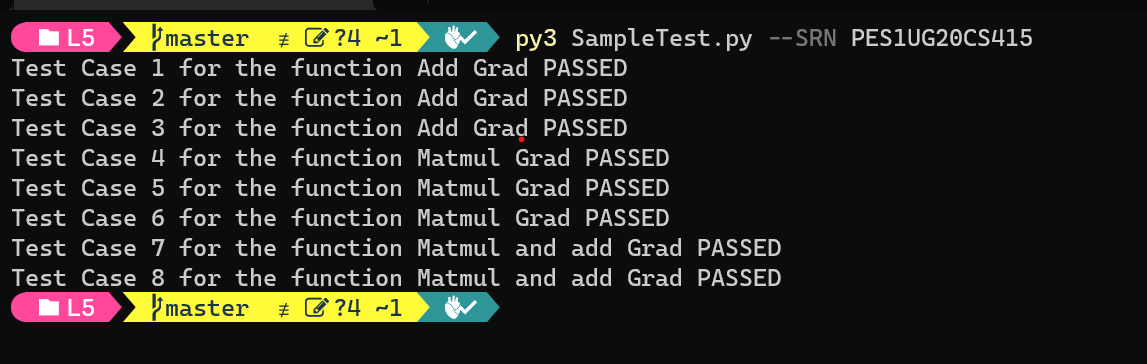 L5 master ≢ ?4 ~1 py3 SampleTest.py --SRN PES1UG20CS415
Test Case 1 for the function Add Grad PASSED
Test Case 2 for the function Add Grad PASSED
Test Case 3 for the function Add Grad PASSED
Test Case 4 for the function Matmul Grad PASSED
Test Case 5 for the function Matmul Grad PASSED
Test Case 6 for the function Matmul Grad PASSED
Test Case 7 for the function Matmul and add Grad PASSED
Test Case 8 for the function Matmul and add Grad PASSED
L5 master ≢ ?4 ~1